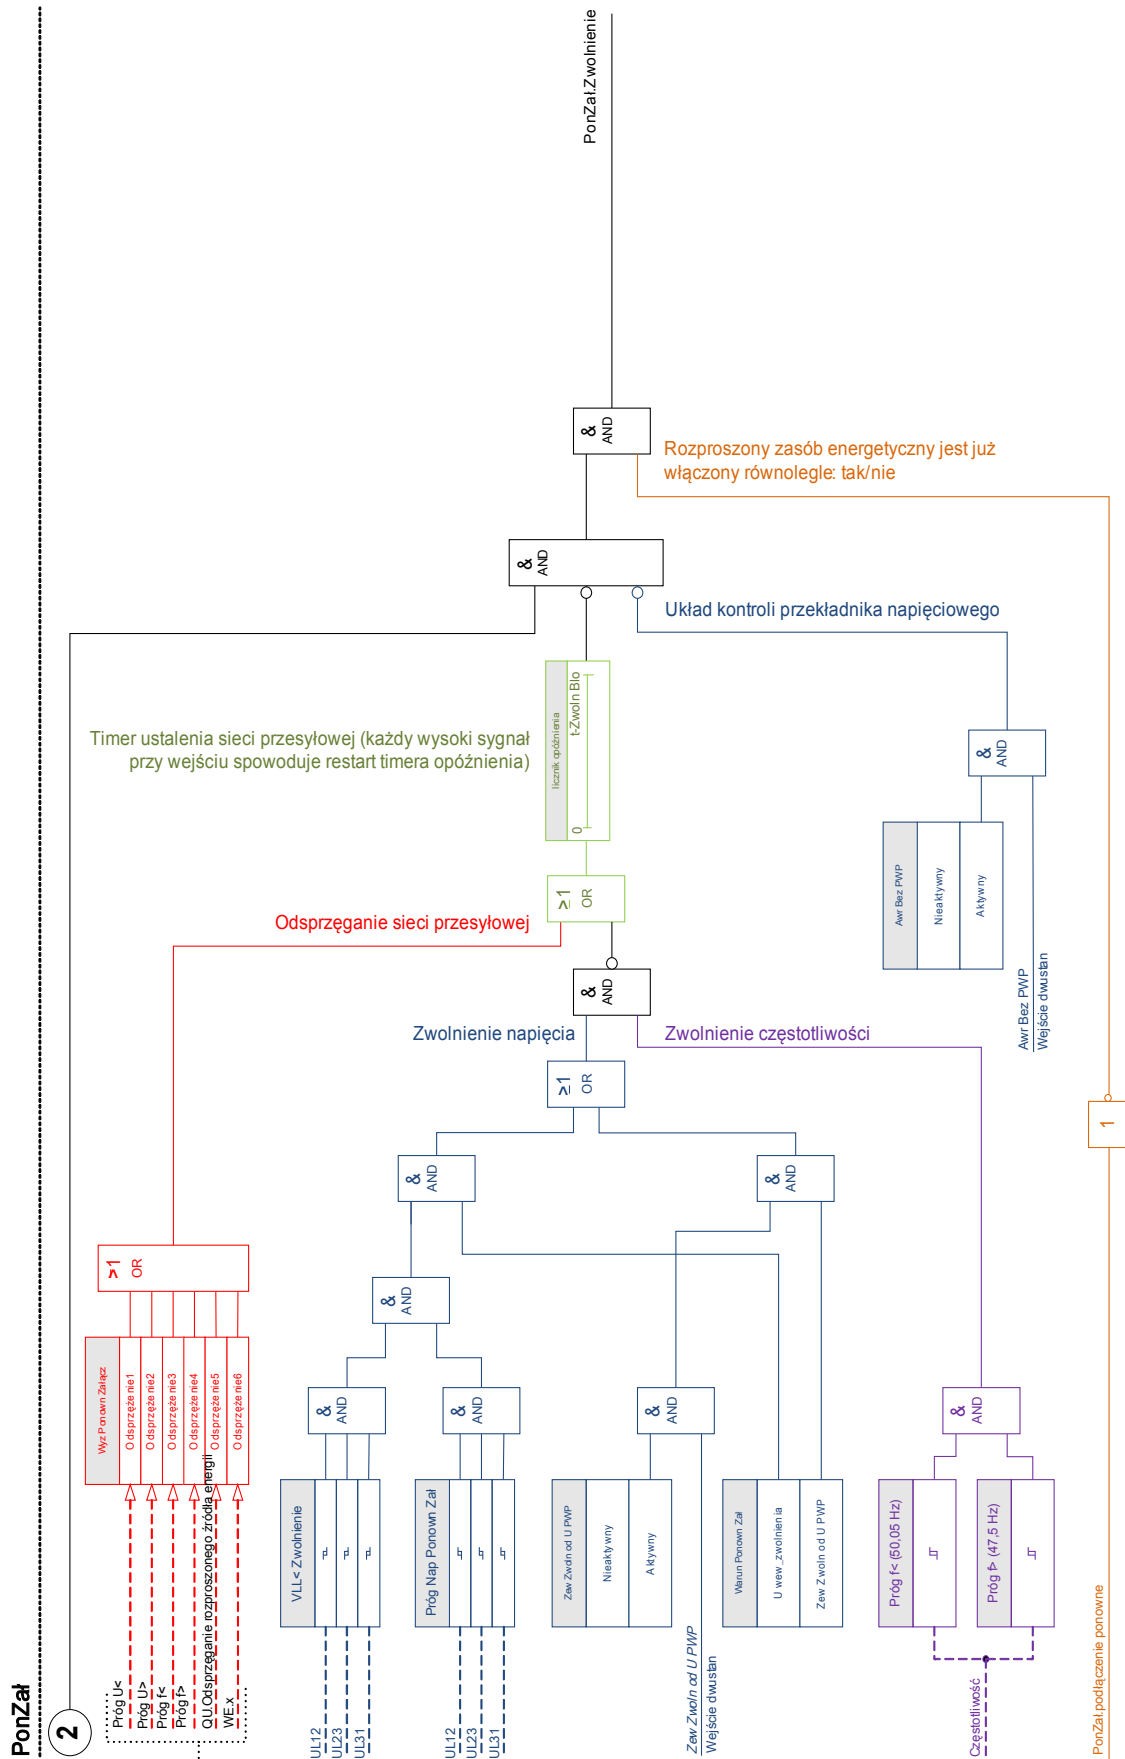 PonZał
2
Próg U<
Próg U>
Próg f<
Próg f>
QU.Odsprzęganie rozproszonego źródła energii
WE.x
Wyz Ponown Załącz
Odsprzężenie1
Odsprzężenie2
Odsprzężenie3
Odsprzężenie4
Odsprzężenie5
Odsprzężenie6
>1
OR
Odsprzęganie sieci przesyłowej
Timer ustalenia sieci przesyłowej (każdy wysoki sygnał
przy wejściu spowoduje restart timera opóźnienia)
≥1
OR
licznik opóźnienia
0
t-Zwoln Blo
&
AND
&
AND
PonZał.Zwolnienie
Rozproszony zasób energetyczny jest już
włączony równolegle: tak/nie
Układ kontroli przekładnika napięciowego
UL12
UL23
UL31
VLL< Zwolnienie
&
AND
UL12
UL23
UL31
Próg Nap Ponown Zał
&
AND
&
AND
&
AND
≥1
OR
Zwolnienie napięcia
&
AND
Zwolnienie częstotliwości
Zew Zwoln od U PWP
Nieaktywny
Aktywny
Zew Zwoln od U PWP
Wejście dwustan
&
AND
Warun Ponown Zał
U wew_zwolnienia
Zew Zwoln od U PWP
&
AND
Awr Bez PWP
Nieaktywny
Aktywny
Awr Bez PWP
Wejście dwustan
&
AND
Częstotliwość
Próg f< (50,05 Hz)
Próg f> (47,5 Hz)
&
AND
PonZał.podłączenie ponowne
1